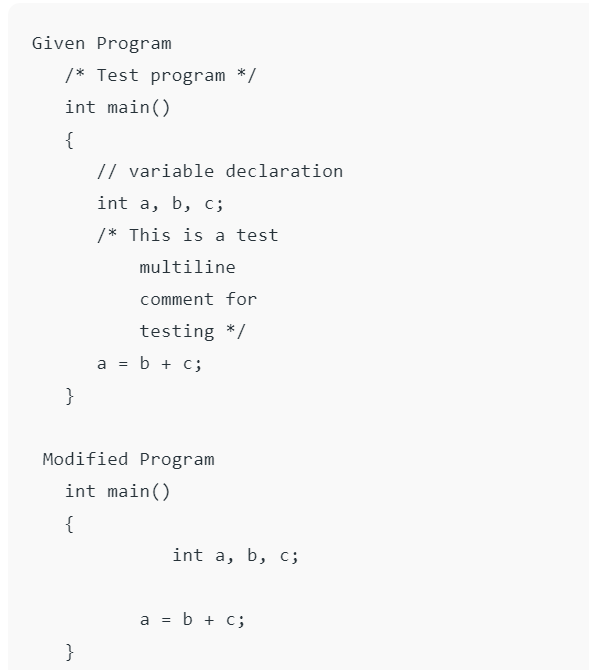 Given Program
/* Test program */
int main()
{
// variable declaration
int a, b, c;
/* This is a test
multiline
comment for
testing */
a = b + c;
}
Modified Program
int main()
{
int a, b, c;
a = b + c;
}